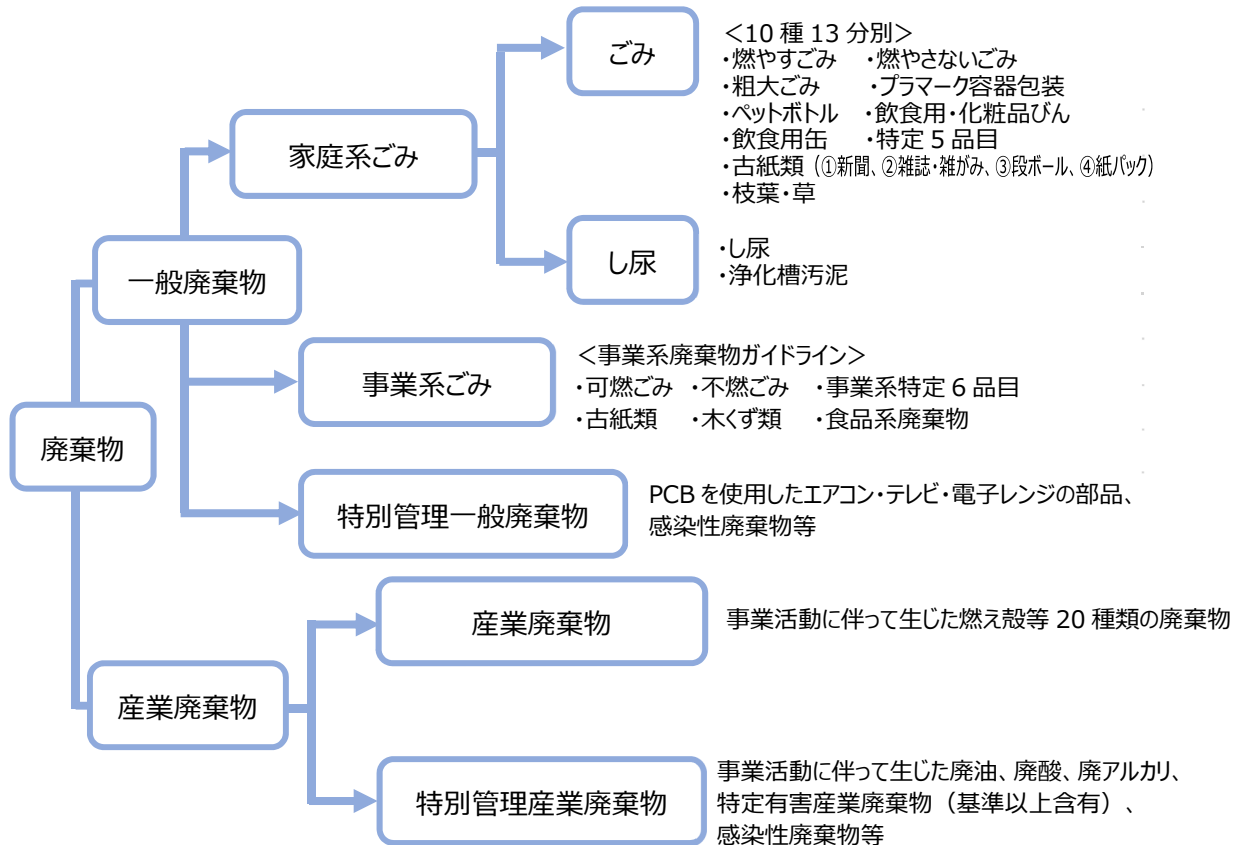 ごみ
<10 種 13 分別>
・燃やすごみ ・燃やさないごみ
・粗大ごみ ・プラマーク容器包装
・ペットボトル ・飲食用・化粧品びん
・飲食用缶 ・特定 5 品目
・古紙類（①新聞、②雑誌・雑がみ、③段ボール、④紙パック）
・枝葉・草
家庭系ごみ
し尿
・し尿
・浄化槽汚泥
一般廃棄物
事業系ごみ
<事業系廃棄物ガイドライン>
・可燃ごみ ・不燃ごみ ・事業系特定 6 品目
・古紙類 ・木くず類 ・食品系廃棄物
廃棄物
特別管理一般廃棄物
PCB を使用したエアコン・テレビ・電子レンジの部品、
感染性廃棄物等
産業廃棄物
事業活動に伴って生じた燃え殻等 20 種類の廃棄物
産業廃棄物
特別管理産業廃棄物
事業活動に伴って生じた廃油、廃酸、廃アルカリ、
特定有害産業廃棄物（基準以上含有）、
感染性廃棄物等